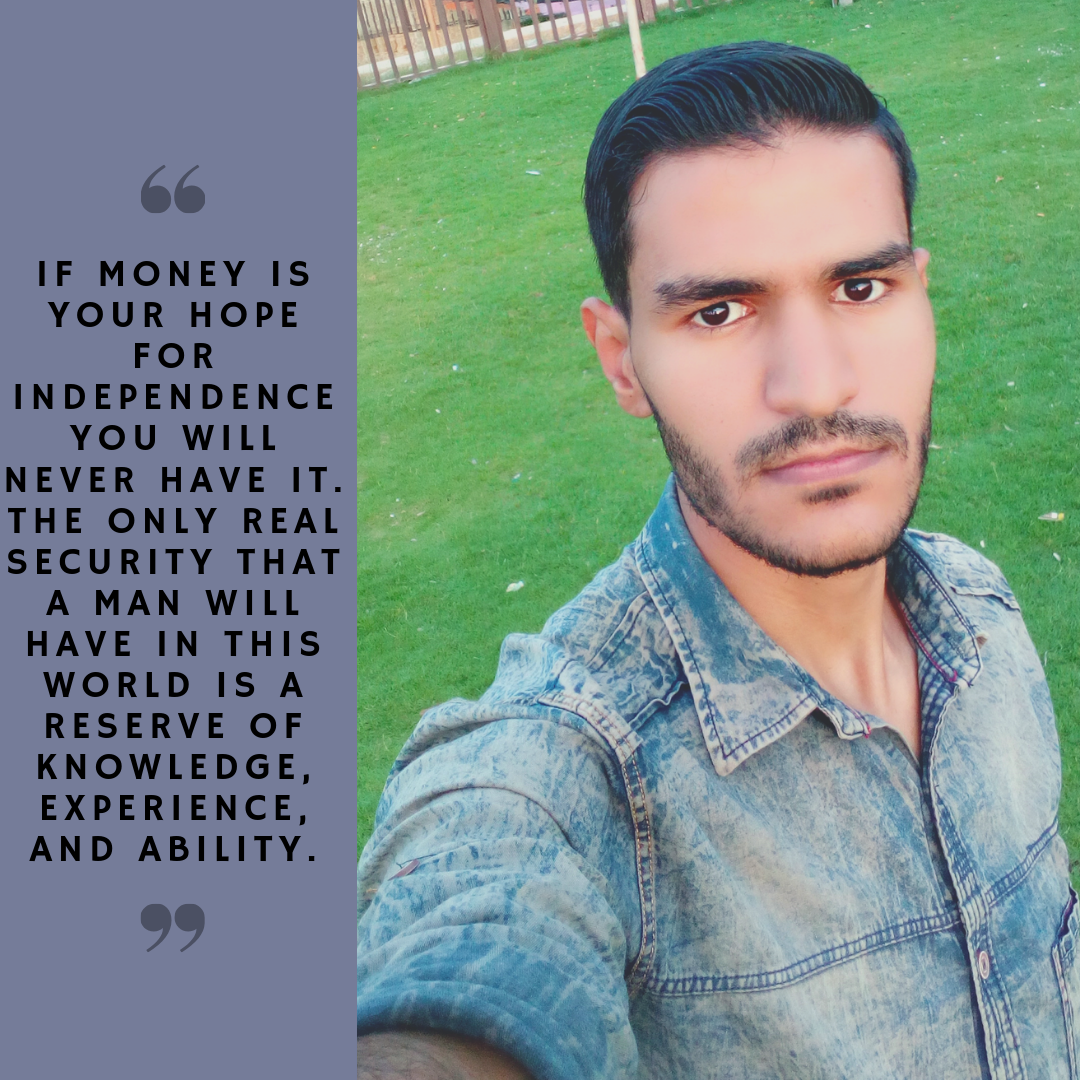 “
IF MONEY IS
YOUR HOPE
FOR
INDEPENDENCE
YOU WILL
NEVER HAVE IT.
THE ONLY REAL
SECURITY THAT
A MAN WILL
HAVE IN THIS
WORLD IS A
RESERVE OF
KNOWLEDGE,
EXPERIENCE,
AND ABILITY.
”